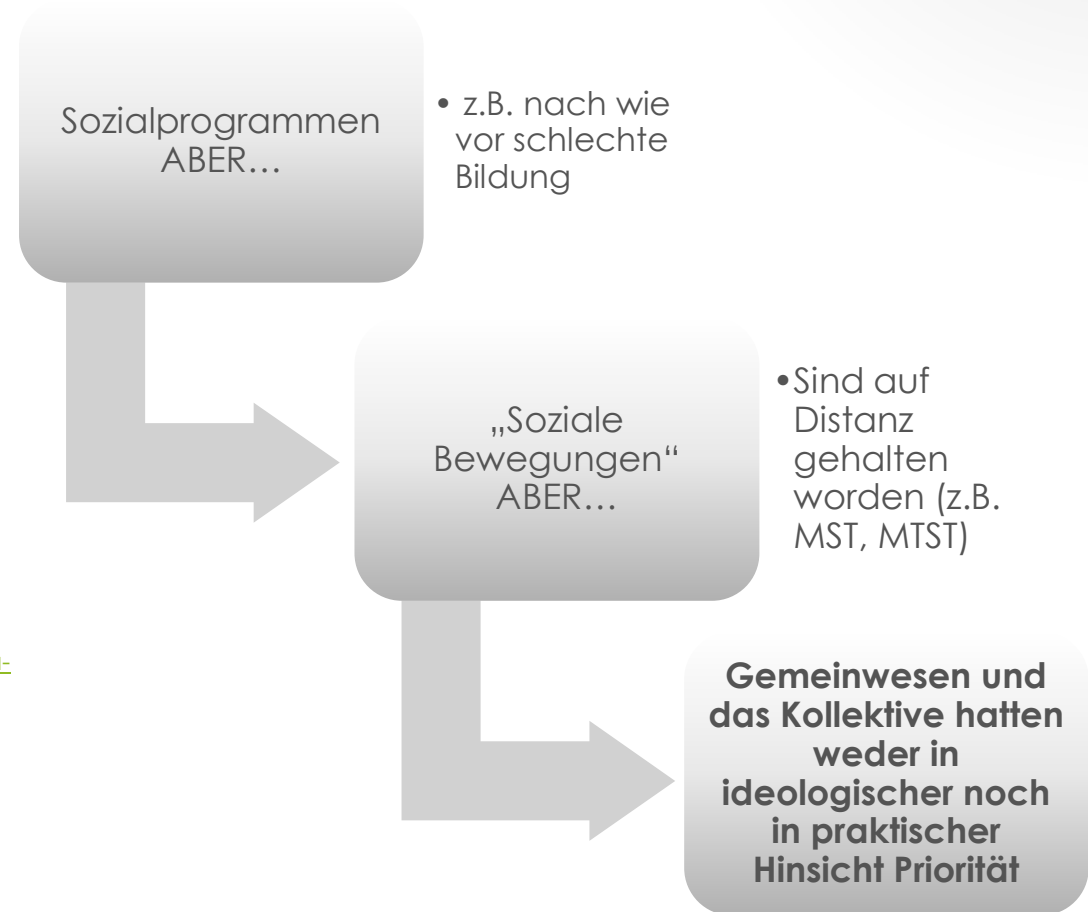 Sozialprogrammen
ABER…
• z.B. nach wie
vor schlechte
Bildung
„Soziale
Bewegungen“
ABER…
•Sind auf
Distanz
gehalten
worden (z.B.
MST, MTST)
Gemeinwesen und
das Kollektive hatten
weder in
ideologischer noch
in praktischer
Hinsicht Priorität